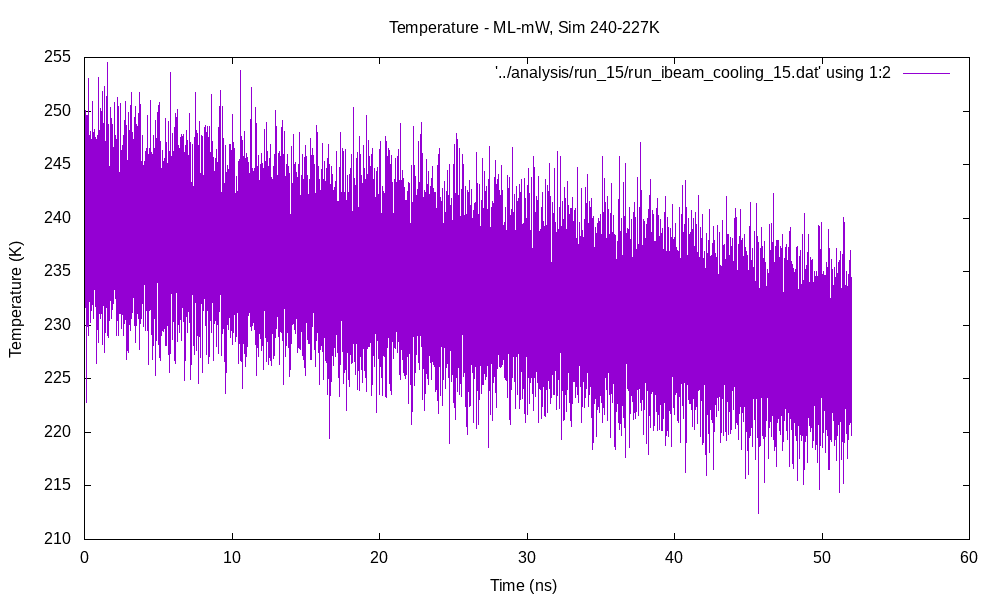 Temperature - ML-mW, Sim 240-227K
'../analysis/run_15/run_ibeam_cooling_15.dat' using 1:2
255
250
245
240
235
230
225
220
215
210
Temperature (K)
0 10 20 30 40 50 60
Time (ns)